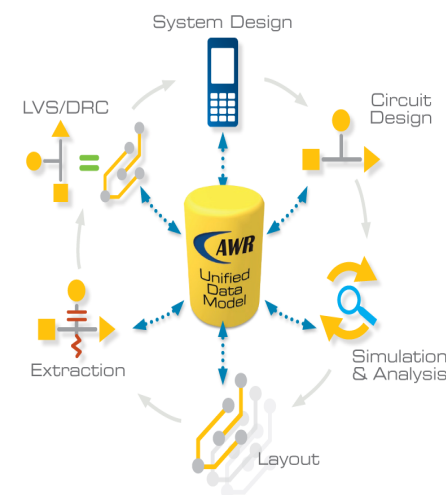 System Design
LVS/DRC
Circuit
Design
AWR
Unified
Data
Model
Extraction
Simulation
& Analysis
Layout